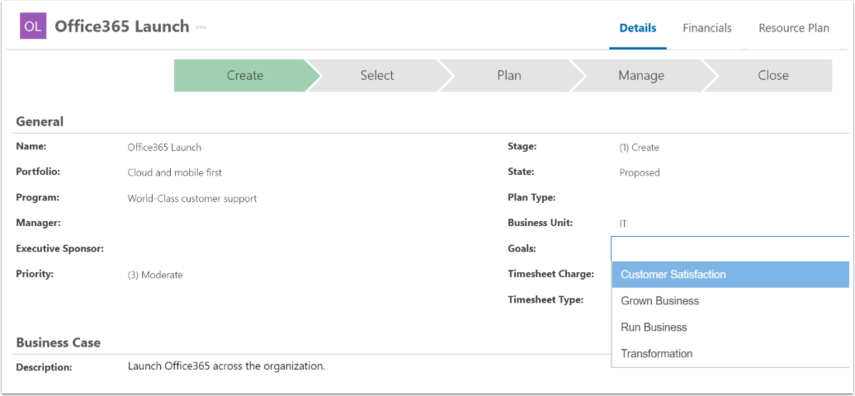 OL Office365 Launch ...
Details Financials Resource Plan
Create Select Plan Manage Close
General
Name: Office365 Launch
Portfolio: Cloud and mobile first
Program: World-Class customer support
Manager:
Executive Sponsor:
Priority: (3) Moderate
Stage: (1) Create
State: Proposed
Plan Type:
Business Unit: IT
Goals:
Customer Satisfaction
Grown Business
Run Business
Transformation
Timesheet Charge:
Timesheet Type:
Business Case
Description: Launch Office365 across the organization.